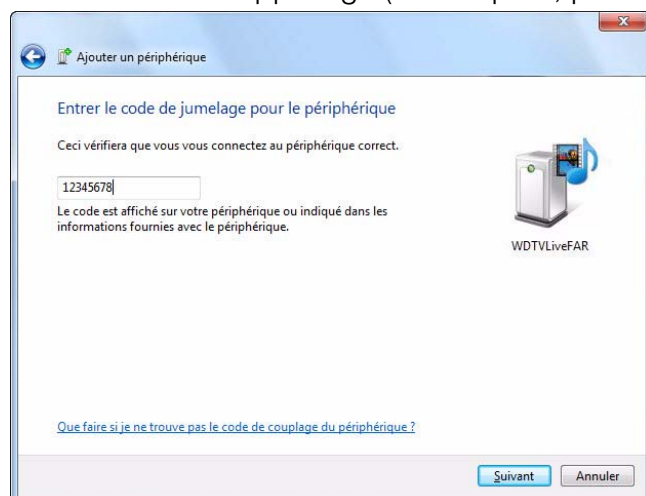 Ajouter un périphérique
Entrer le code de jumelage pour le périphérique
Ceci vérifiera que vous vous connectez au périphérique correct.
12345678
Le code est affiché sur votre périphérique ou indiqué dans les
informations fournies avec le périphérique.
WDTVLiveFAR
Que faire si je ne trouve pas le code de couplage du périphérique ?
Suivant
Annuler